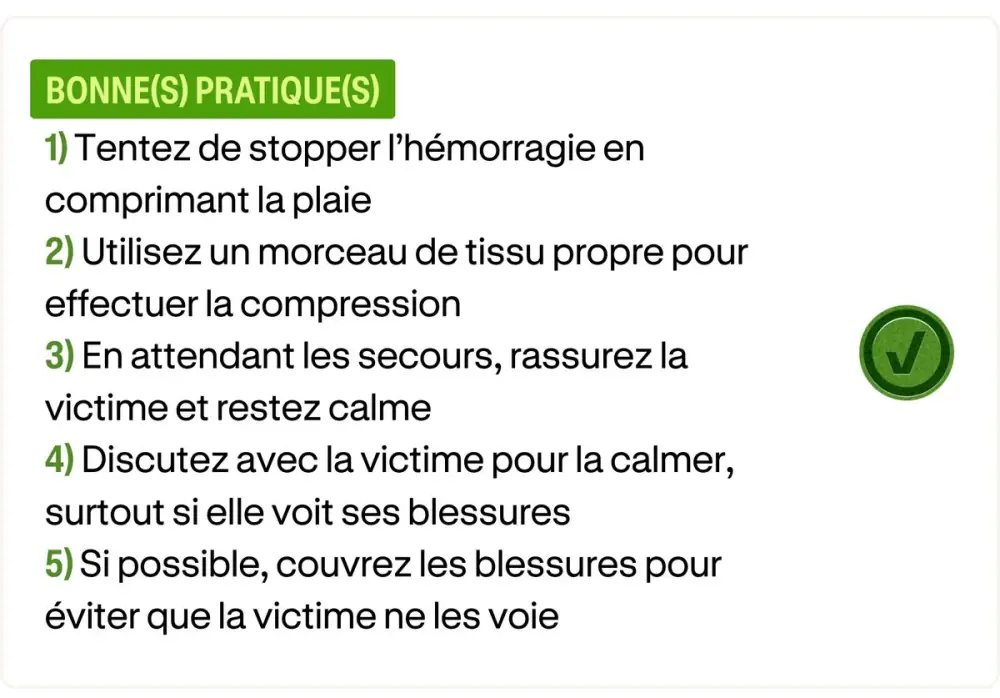 BONNE(S) PRATIQUE(S)
1) Tentez de stopper l’hémorragie en
comprimant la plaie
2) Utilisez un morceau de tissu propre pour
effectuer la compression
3) En attendant les secours, rassurez la
victime et restez calme
4) Discutez avec la victime pour la calmer,
surtout si elle voit ses blessures
5) Si possible, couvrez les blessures pour
éviter que la victime ne les voie